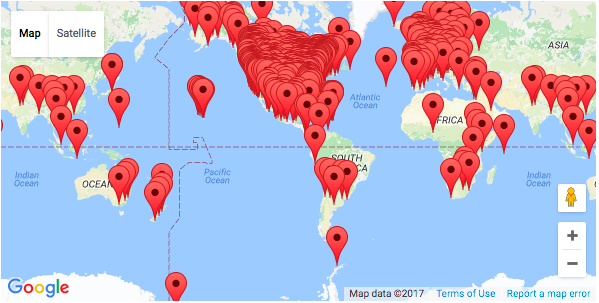 Map
Satellite
ASIA
Atlantic
Ocean
AFRICA
Indian
Ocean
OCEAN
Pacific
Ocean
SOUTH
Indian
Ocean
Google
Map data ©2017
Terms of Use
Report a map error